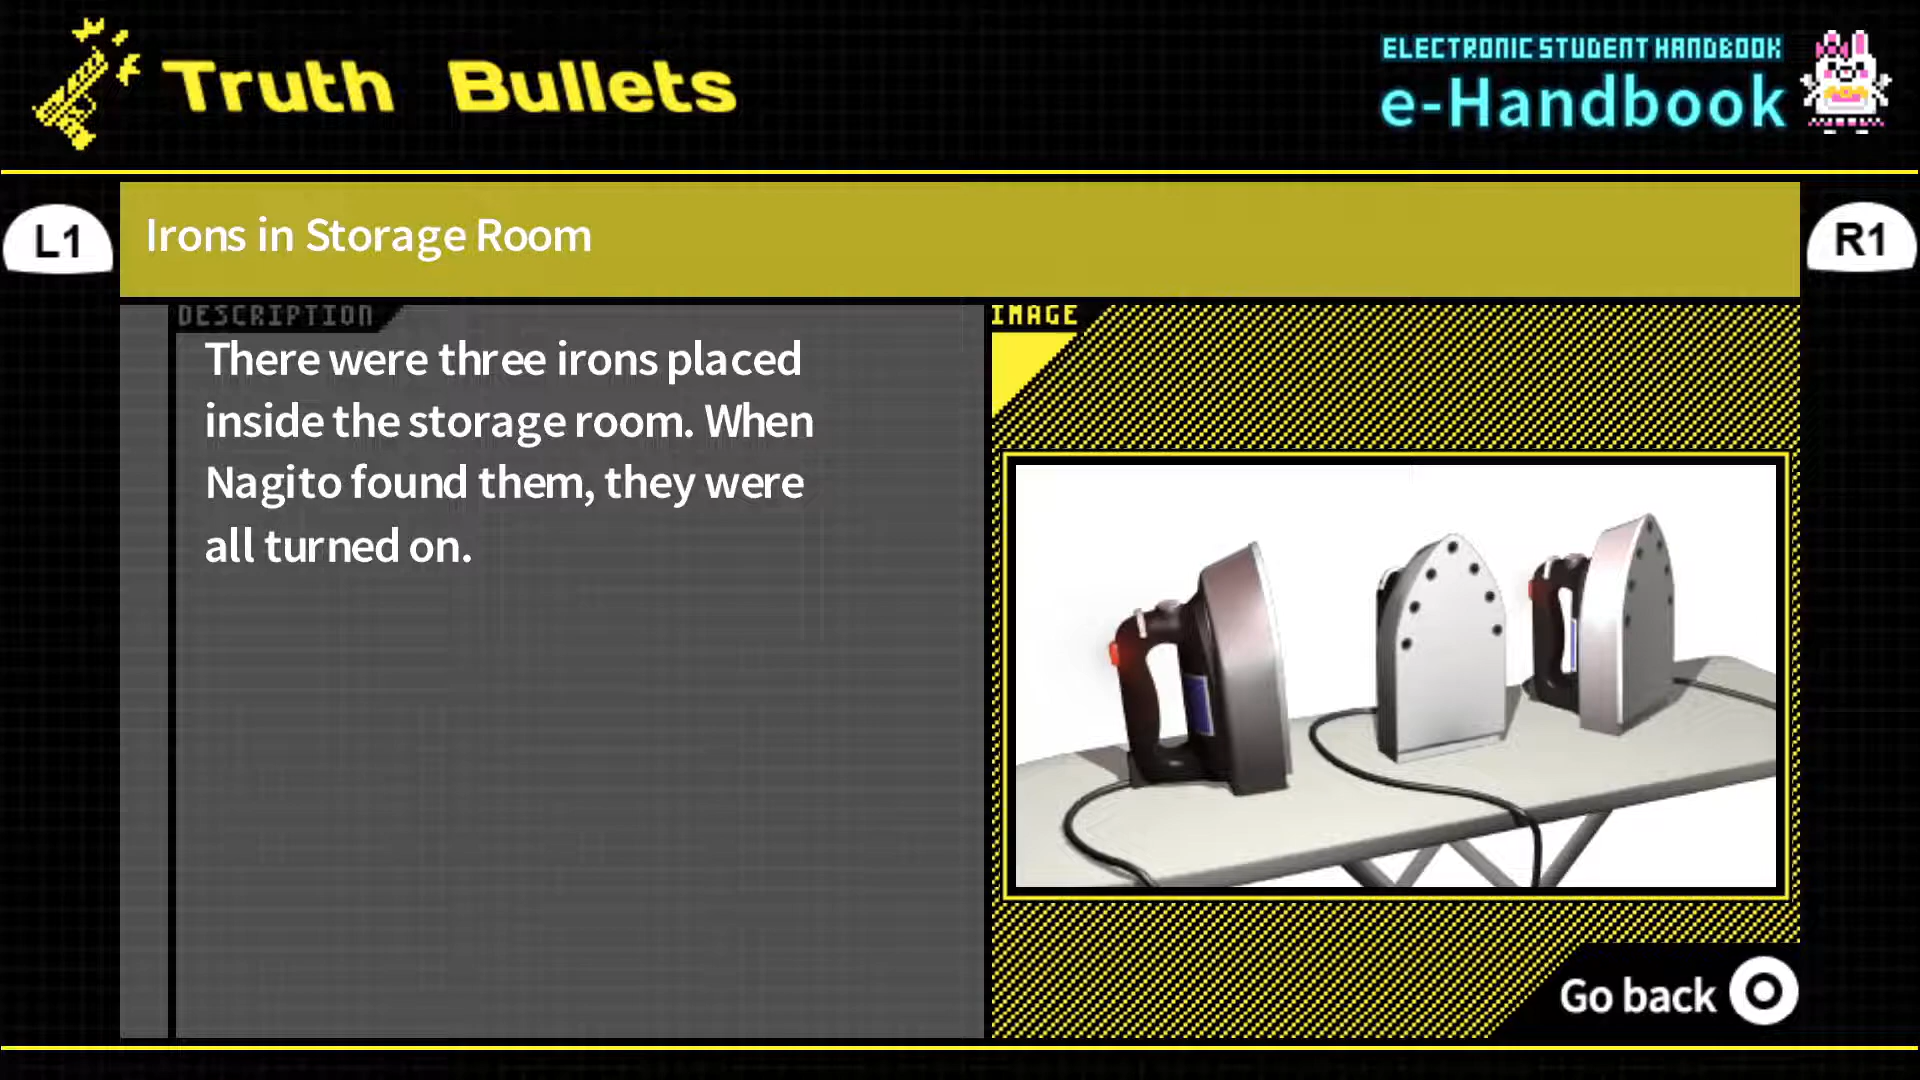 Truth Bullets
ELECTRONIC STUDENT HANDBOOK
e-Handbook
L1
Irons in Storage Room
R1
DESCRIPTION
There were three irons placed
inside the storage room. When
Nagito found them, they were
all turned on.
IMAGE
Go back